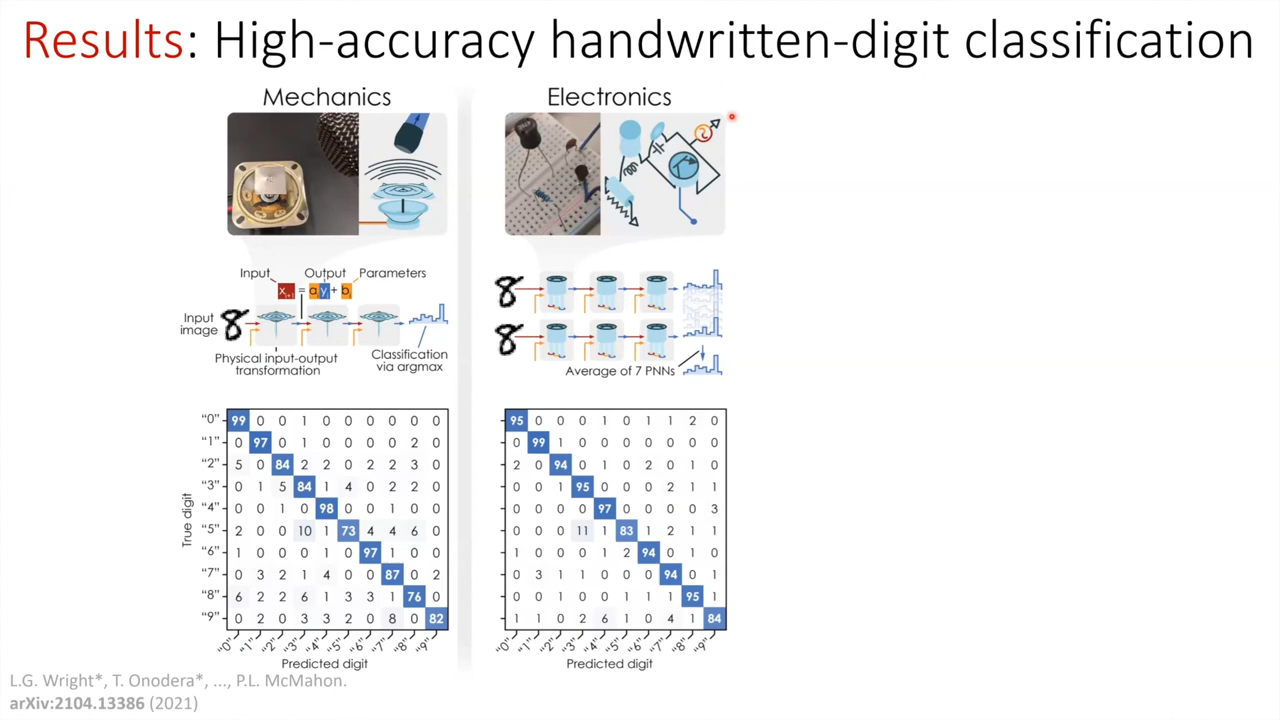 Results: High-accuracy handwritten-digit classification
Mechanics
Input Output Parameters
xᵢ₊₁ = aᵢyᵢ + bᵢ
Input
image
8
Physical input-output
transformation
Classification
via argmax
True digit
"0" 99 0 0 1 0 0 0 0 0 0
"1" 0 97 0 1 0 0 0 0 2 0
"2" 5 0 84 2 2 0 2 2 3 0
"3" 0 1 5 84 1 4 0 2 2 0
"4" 0 0 1 0 98 0 0 1 0 0
"5" 2 0 0 10 1 73 4 4 6 0
"6" 1 0 0 0 1 0 97 1 0 0
"7" 0 3 2 1 4 0 0 87 0 2
"8" 6 2 2 6 1 3 3 1 76 0
"9" 0 2 0 3 3 2 0 8 0 82
"0" "1" "2" "3" "4" "5" "6" "7" "8" "9"
Predicted digit
Electronics
8
8
Average of 7 PNNs
95 0 0 0 1 0 1 1 2 0
0 99 1 0 0 0 0 0 0 0
2 0 94 0 1 0 2 0 1 0
0 0 1 95 0 0 0 2 1 1
0 0 0 0 97 0 0 0 0 3
0 0 0 11 1 83 1 2 1 1
1 0 0 0 1 2 94 0 1 0
0 3 1 1 0 0 0 94 0 1
0 0 1 0 0 1 1 1 95 1
1 1 0 2 6 1 0 4 1 84
"0" "1" "2" "3" "4" "5" "6" "7" "8" "9"
Predicted digit
L.G. Wright*, T. Onodera*, ..., P.L. McMahon.
arXiv:2104.13386 (2021)